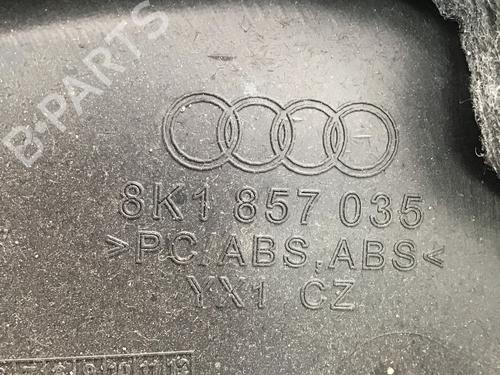 B-PARTS
8K1 857 035
>PC/ABS, ABS<
YX1 CZ